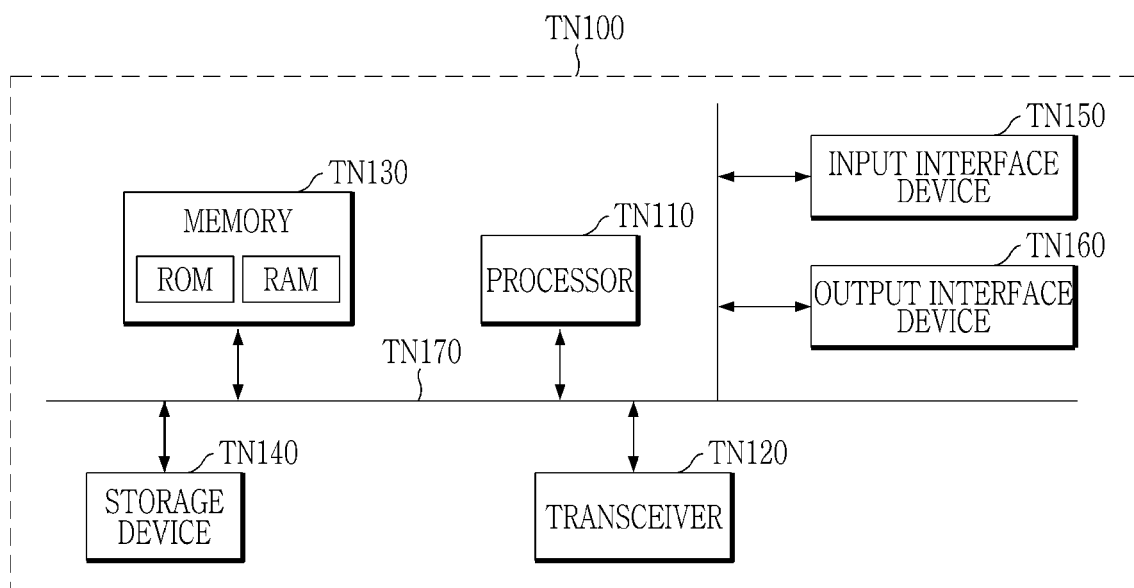 TN100
TN150
INPUT INTERFACE
DEVICE
TN130
MEMORY
ROM
RAM
TN110
PROCESSOR
TN160
OUTPUT INTERFACE
DEVICE
TN170
TN140
STORAGE
DEVICE
TN120
TRANSCEIVER